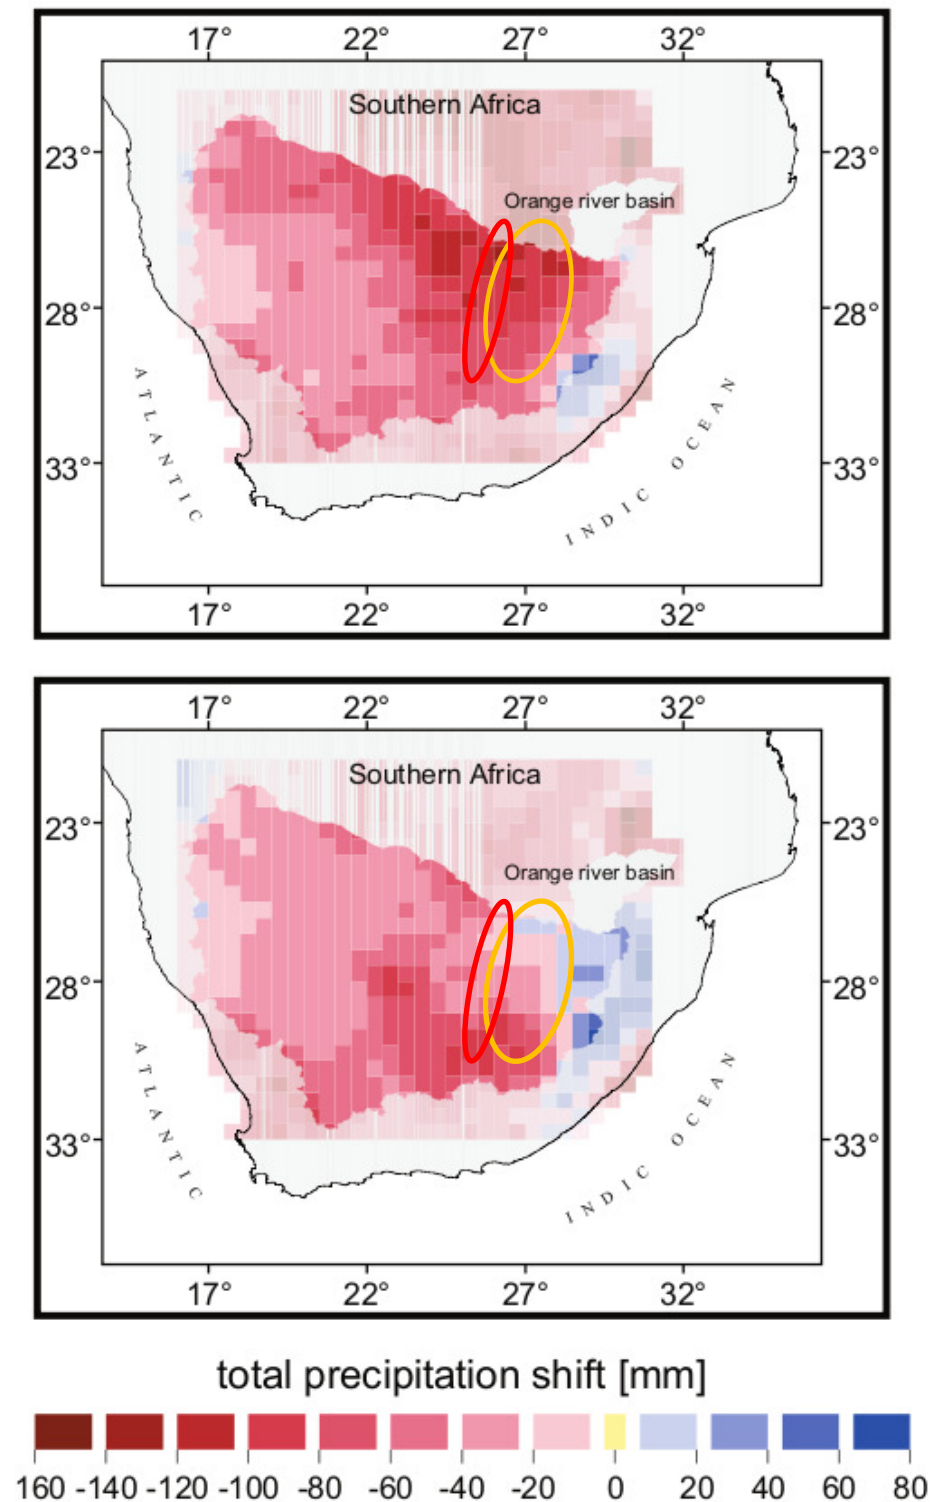 17° 22° 27° 32°
Southern Africa
23° 23°
Orange river basin
28° 28°
ATLANTIC
INDIC OCEAN
33° 33°
17° 22° 27° 32°
17° 22° 27° 32°
Southern Africa
23° 23°
Orange river basin
28° 28°
ATLANTIC
INDIC OCEAN
33° 33°
17° 22° 27° 32°
total precipitation shift [mm]
160 -140 -120 -100 -80 -60 -40 -20 0 20 40 60 80